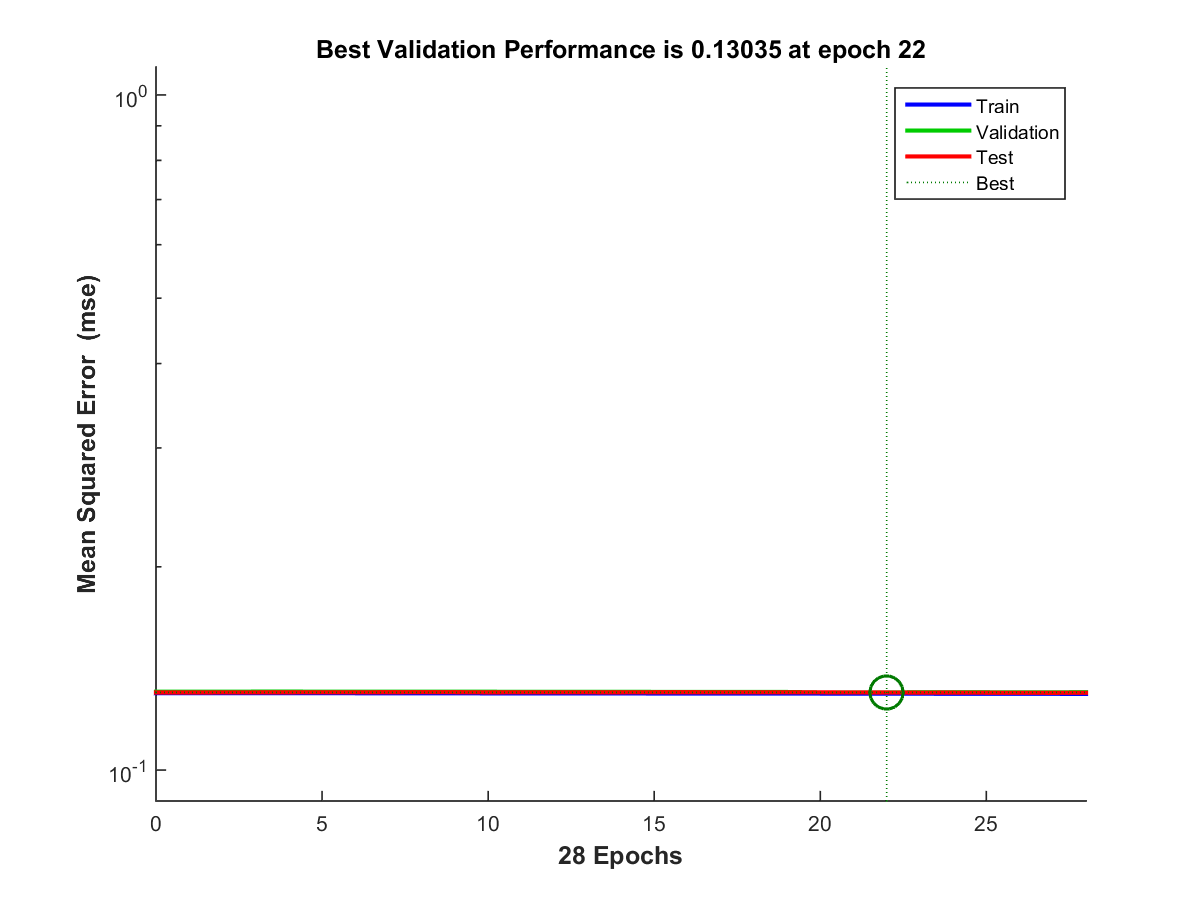 Best Validation Performance is 0.13035 at epoch 22
10^0
10^-1
Mean Squared Error (mse)
Train
Validation
Test
Best
0 5 10 15 20 25
28 Epochs